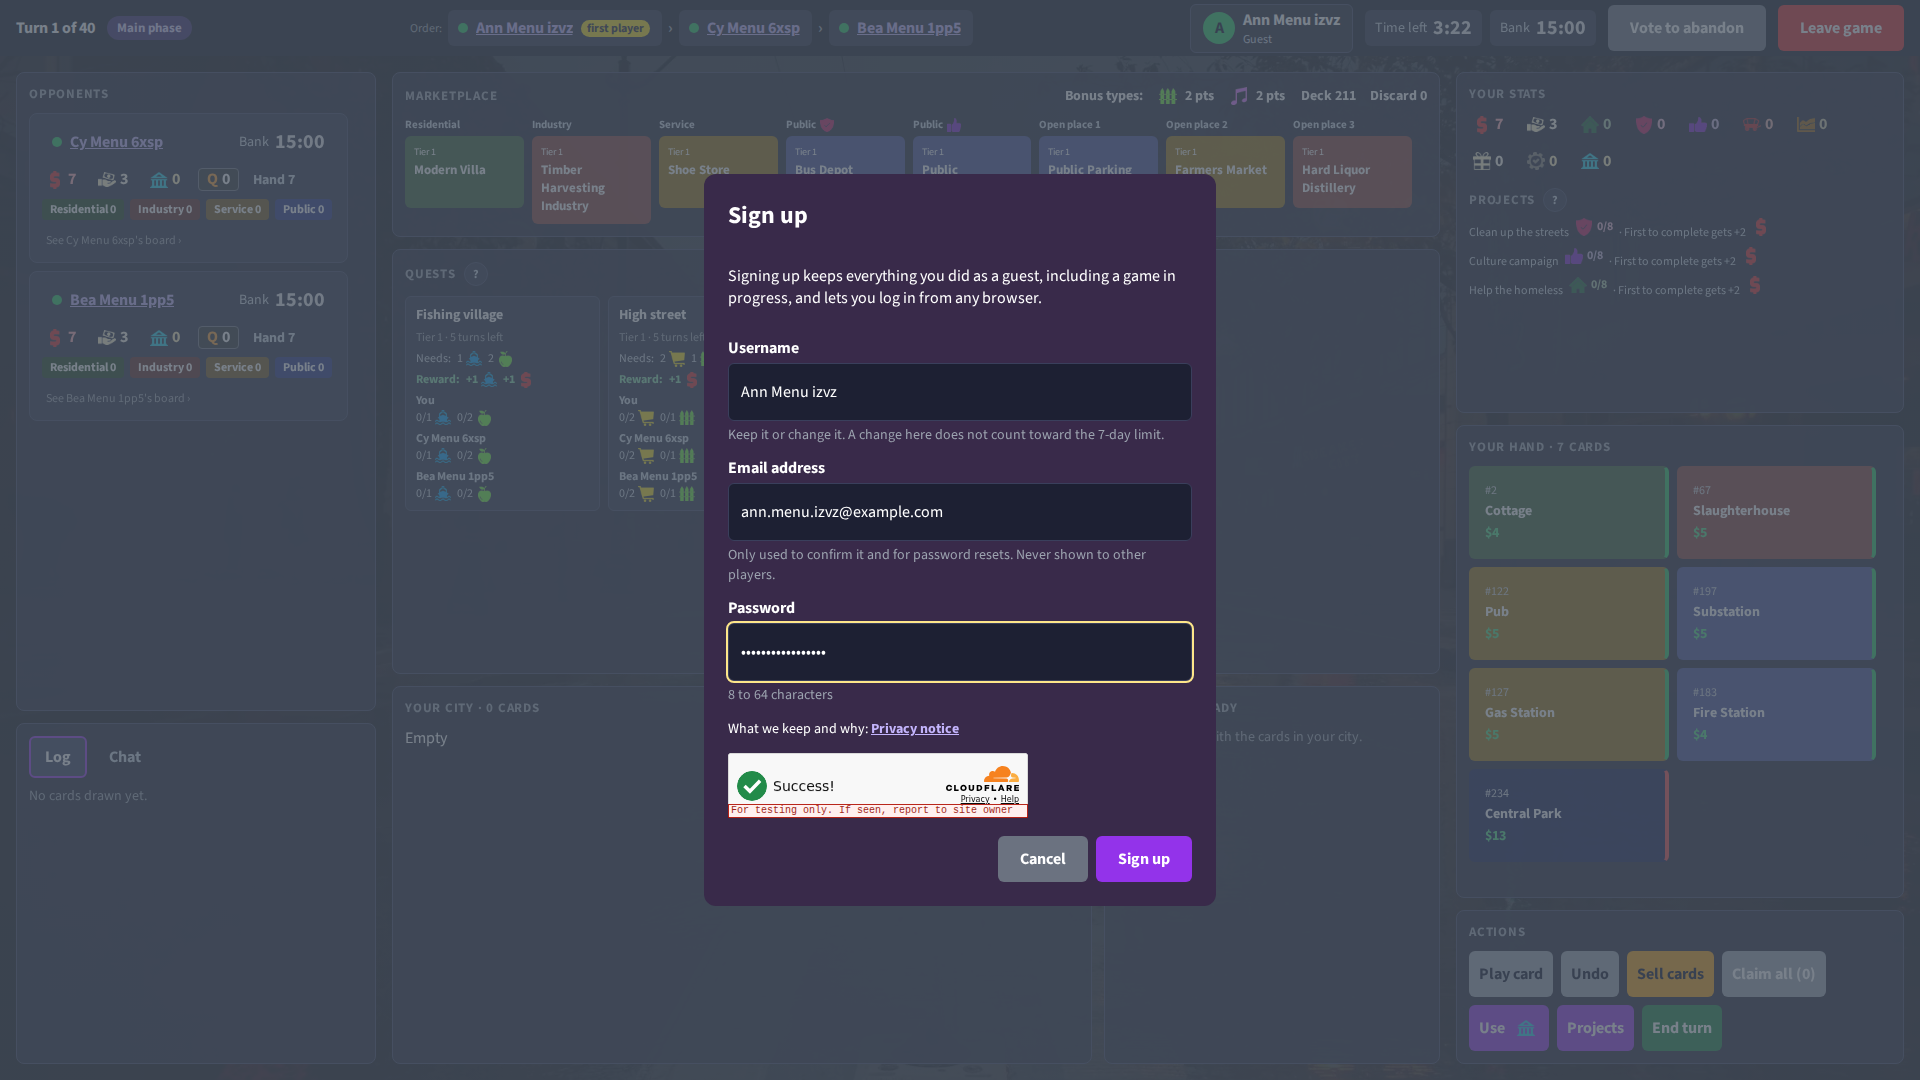 Turn 1 of 40
Main phase
Order:
Ann Menu izvz
first player
›
Cy Menu 6xsp
›
Bea Menu 1pp5
A
Ann Menu izvz
Guest
Time left 3:22
Bank 15:00
Vote to abandon
Leave game
OPPONENTS
Cy Menu 6xsp
Bank 15:00
7 3 0 Q 0 Hand 7
Residential 0 Industry 0 Service 0 Public 0
See Cy Menu 6xsp's board ›
Bea Menu 1pp5
Bank 15:00
7 3 0 Q 0 Hand 7
Residential 0 Industry 0 Service 0 Public 0
See Bea Menu 1pp5's board ›
Log
Chat
No cards drawn yet.
MARKETPLACE
Bonus types: 2 pts 2 pts Deck 211 Discard 0
Residential
Tier 1
Modern Villa
Industry
Tier 1
Timber
Harvesting
Industry
Service
Tier 1
Shoe Store
Public
Tier 1
Bus Depot
Public
Tier 1
Public
Open place 1
Tier 1
Public Parking
Open place 2
Tier 1
Farmers Market
Open place 3
Tier 1
Hard Liquor
Distillery
QUESTS ?
Fishing village
Tier 1 · 5 turns left
Needs: 1 2
Reward: +1 +1
You
0/1 0/2
Cy Menu 6xsp
0/1 0/2
Bea Menu 1pp5
0/1 0/2
High street
Tier 1 · 5 turns left
Needs: 2 1
Reward: +1
You
0/2 0/1
Cy Menu 6xsp
0/2 0/1
Bea Menu 1pp5
0/2 0/1
YOUR CITY · 0 CARDS
Empty
Sign up
Signing up keeps everything you did as a guest, including a game in
progress, and lets you log in from any browser.
Username
Ann Menu izvz
Keep it or change it. A change here does not count toward the 7-day limit.
Email address
ann.menu.izvz@example.com
Only used to confirm it and for password resets. Never shown to other
players.
Password
•••••••••••••••••
8 to 64 characters
What we keep and why: Privacy notice
Success!
CLOUDFLARE
Privacy • Help
For testing only. If seen, report to site owner
Cancel
Sign up
with the cards in your city.
YOUR STATS
7 3 0 0 0 0 0
0 0 0
PROJECTS ?
Clean up the streets 0/8 · First to complete gets +2
Culture campaign 0/8 · First to complete gets +2
Help the homeless 0/8 · First to complete gets +2
YOUR HAND · 7 CARDS
#2
Cottage
$4
#67
Slaughterhouse
$5
#122
Pub
$5
#197
Substation
$5
#127
Gas Station
$5
#183
Fire Station
$4
#234
Central Park
$13
ACTIONS
Play card
Undo
Sell cards
Claim all (0)
Use
Projects
End turn